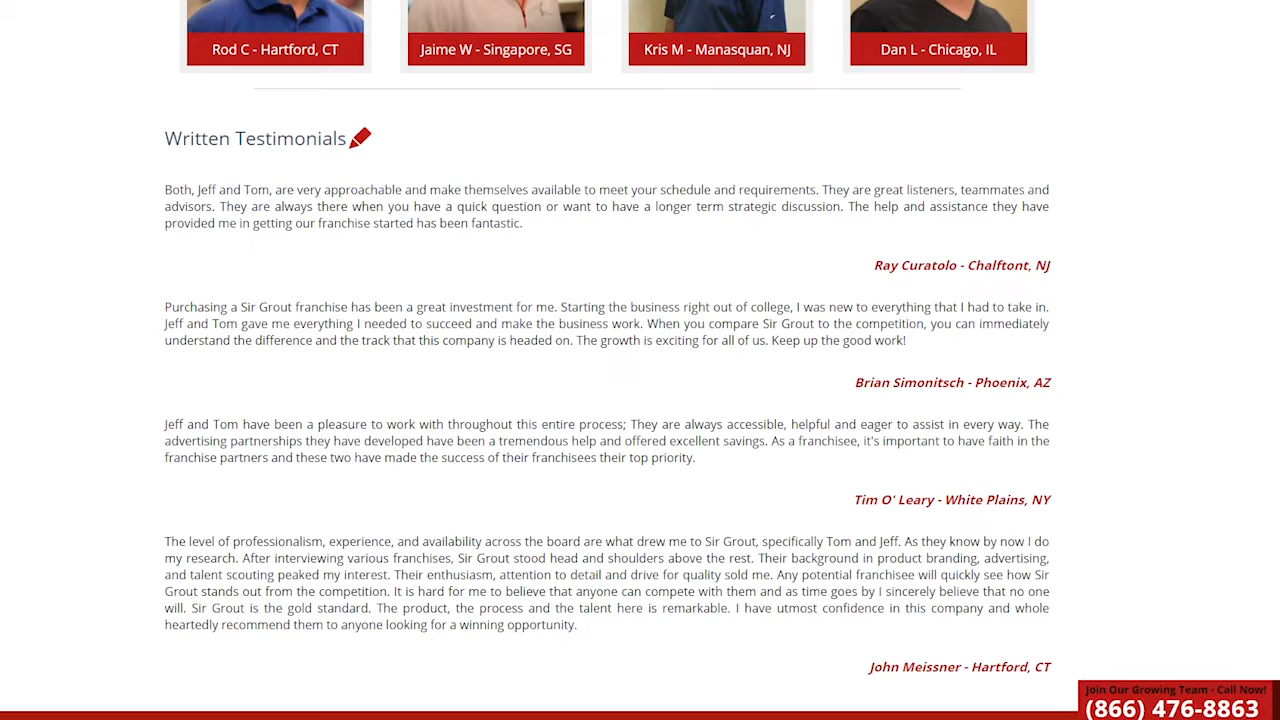 Rod C - Hartford, CT
Jaime W - Singapore, SG
Kris M - Manasquan, NJ
Dan L - Chicago, IL
Written Testimonials
Both, Jeff and Tom, are very approachable and make themselves available to meet your schedule and requirements. They are great listeners, teammates and
advisors. They are always there when you have a quick question or want to have a longer term strategic discussion. The help and assistance they have
provided me in getting our franchise started has been fantastic.
Ray Curatolo - Chalftont, NJ
Purchasing a Sir Grout franchise has been a great investment for me. Starting the business right out of college, I was new to everything that I had to take in.
Jeff and Tom gave me everything I needed to succeed and make the business work. When you compare Sir Grout to the competition, you can immediately
understand the difference and the track that this company is headed on. The growth is exciting for all of us. Keep up the good work!
Brian Simonitsch - Phoenix, AZ
Jeff and Tom have been a pleasure to work with throughout this entire process; They are always accessible, helpful and eager to assist in every way. The
advertising partnerships they have developed have been a tremendous help and offered excellent savings. As a franchisee, it's important to have faith in the
franchise partners and these two have made the success of their franchisees their top priority.
Tim O' Leary - White Plains, NY
The level of professionalism, experience, and availability across the board are what drew me to Sir Grout, specifically Tom and Jeff. As they know by now I do
my research. After interviewing various franchises, Sir Grout stood head and shoulders above the rest. Their background in product branding, advertising,
and talent scouting peaked my interest. Their enthusiasm, attention to detail and drive for quality sold me. Any potential franchisee will quickly see how Sir
Grout stands out from the competition. It is hard for me to believe that anyone can compete with them and as time goes by I sincerely believe that no one
will. Sir Grout is the gold standard. The product, the process and the talent here is remarkable. I have utmost confidence in this company and whole
heartedly recommend them to anyone looking for a winning opportunity.
John Meissner - Hartford, CT
Join Our Growing Team - Call Now!
(866) 476-8863